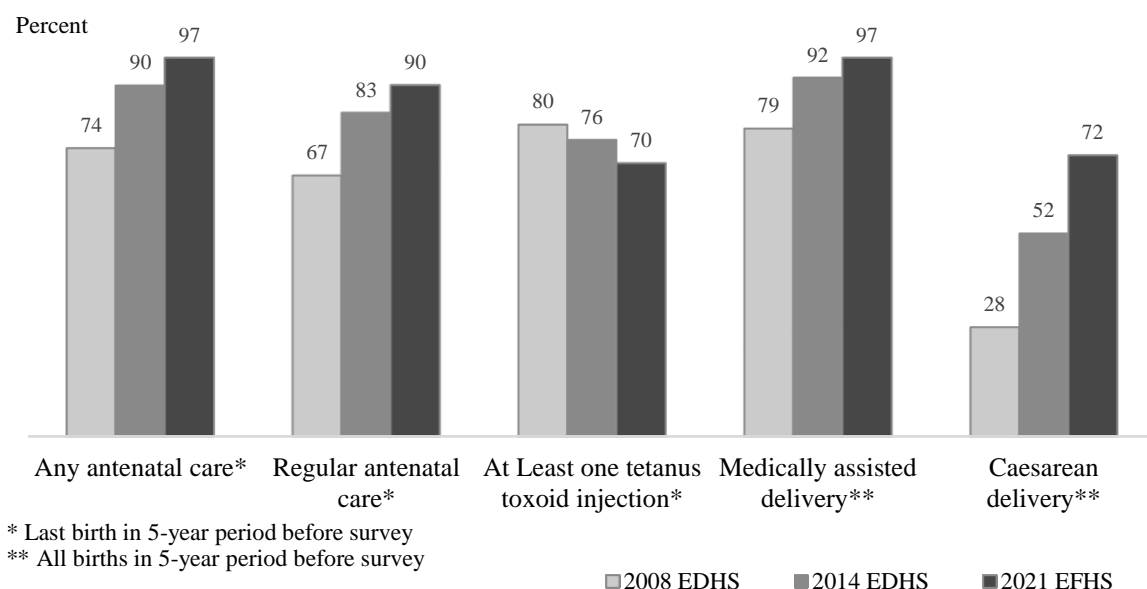 Percent
74
90
97
67
83
90
80
76
70
79
92
97
28
52
72
Any antenatal care*
Regular antenatal
care*
At Least one tetanus
toxoid injection*
Medically assisted
delivery**
Caesarean
delivery**
* Last birth in 5-year period before survey
** All births in 5-year period before survey
2008 EDHS
2014 EDHS
2021 EFHS